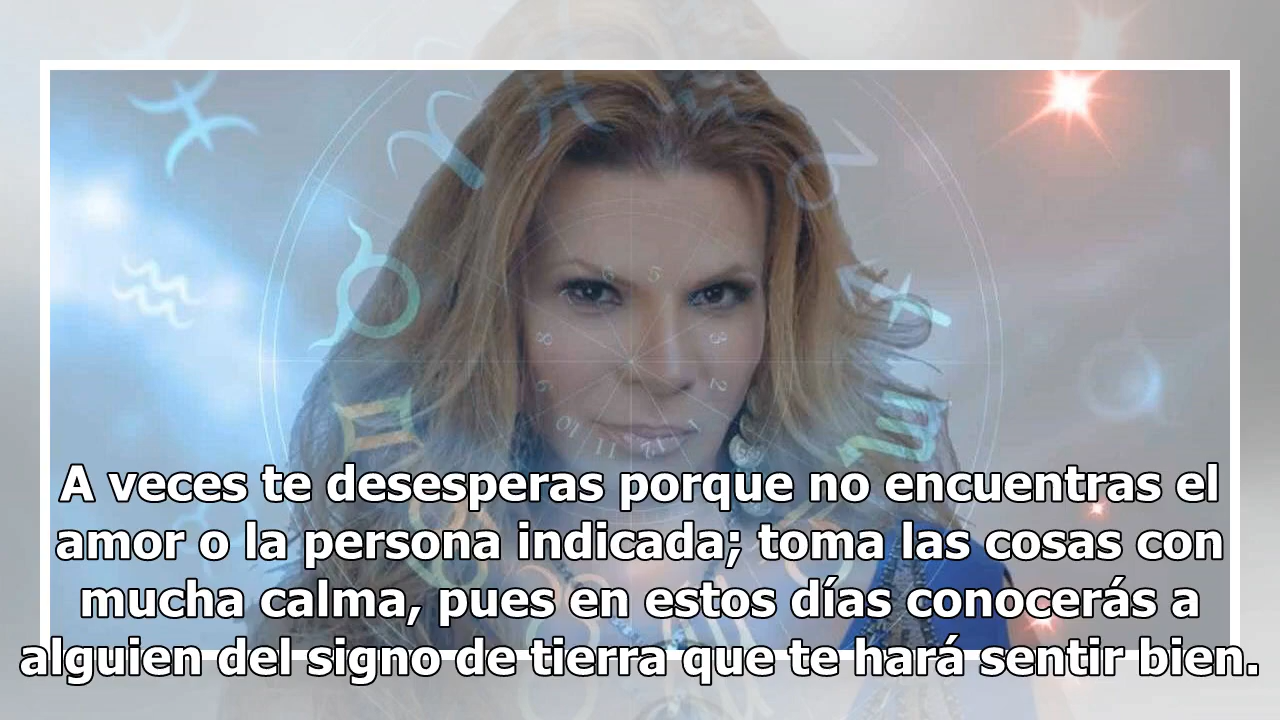 A veces te desesperas porque no encuentras el
amor o la persona indicada; toma las cosas con
mucha calma, pues en estos días conocerás a
alguien del signo de tierra que te hará sentir bien.